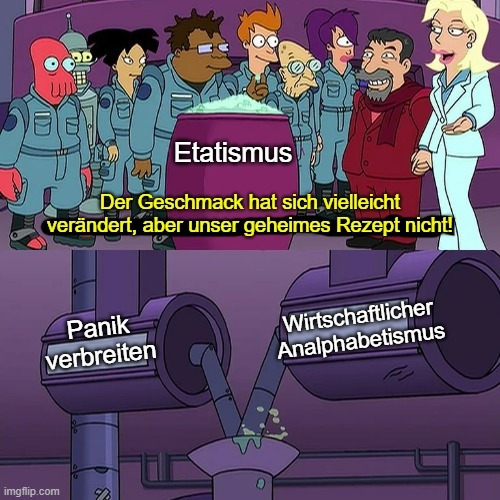 Etatismus
Der Geschmack hat sich vielleicht
verändert, aber unser geheimes Rezept nicht!
Panik
verbreiten
Wirtschaftlicher
Analphabetismus
imgflip.com